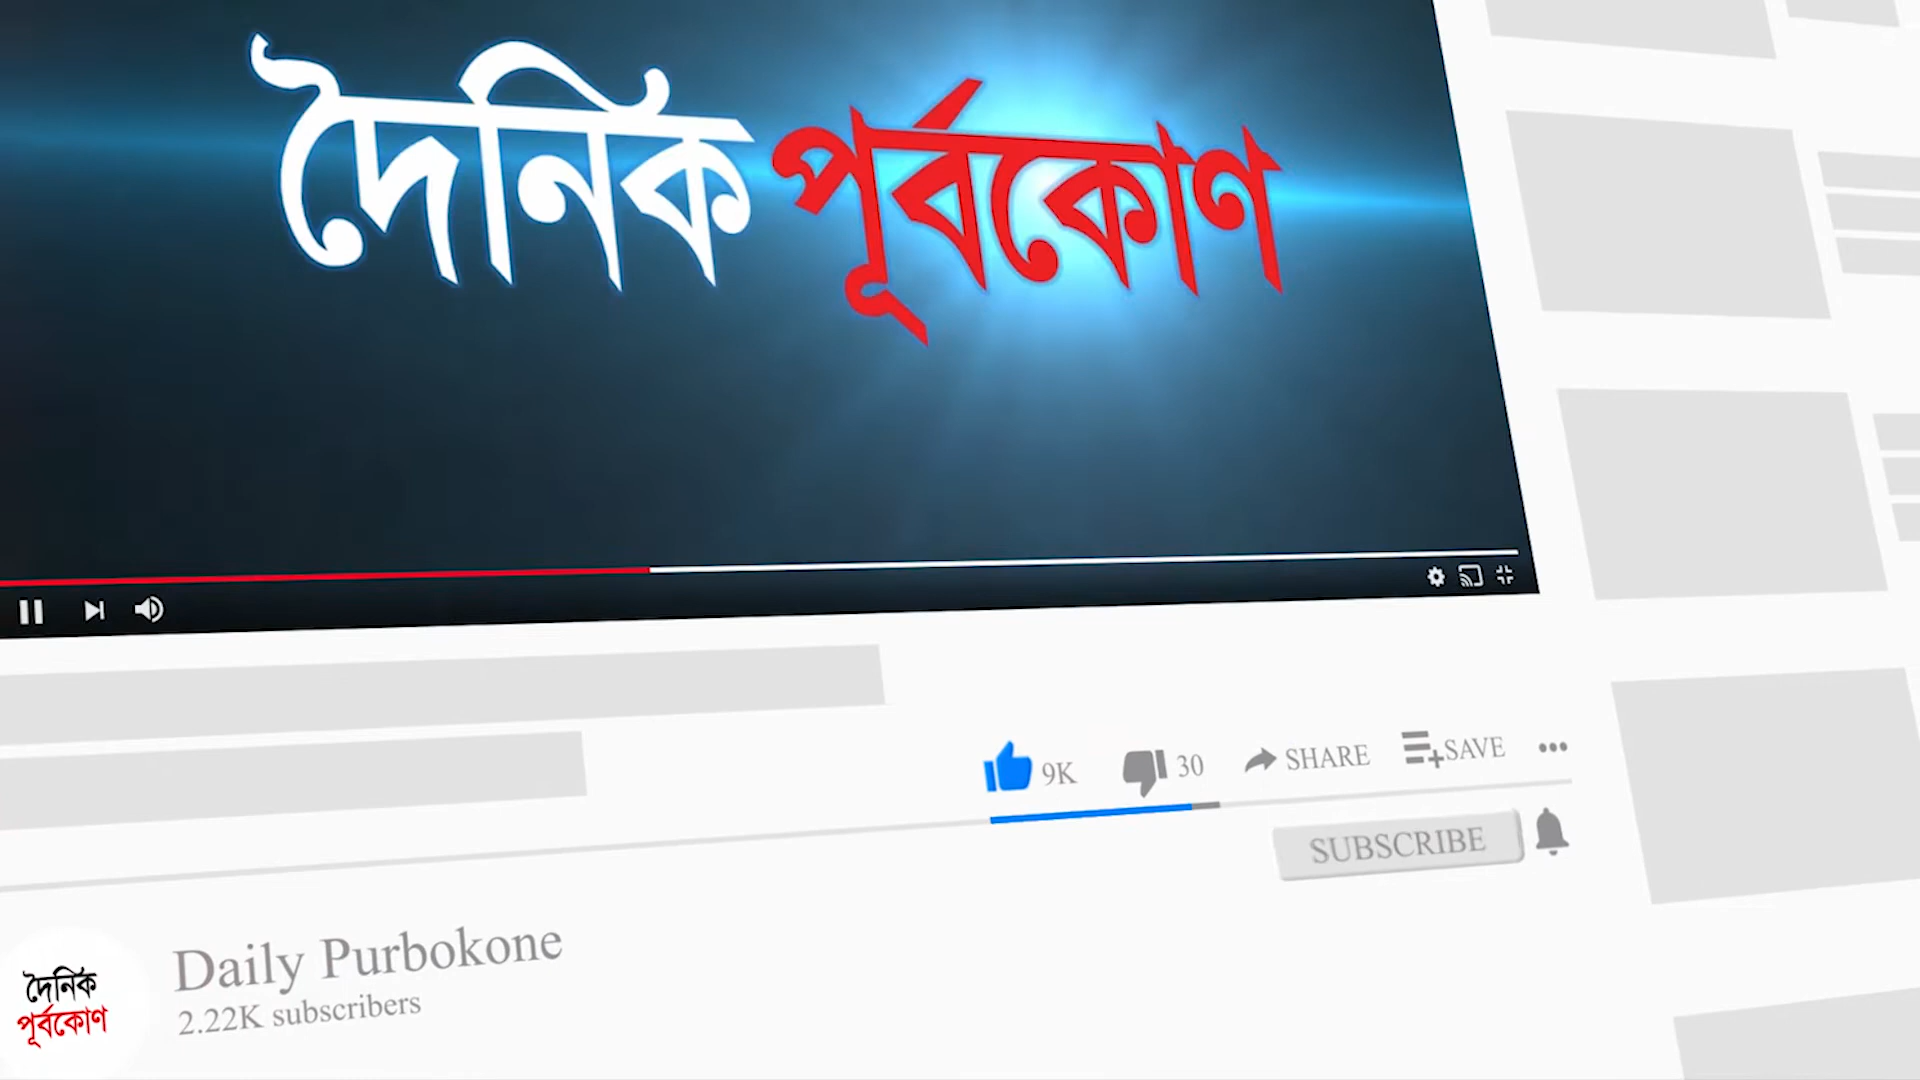 দৈনিক পূর্বকোণ
9K 30 SHARE SAVE
SUBSCRIBE
Daily Purbokone
2.22K subscribers
দৈনিক
পূর্বকোণ